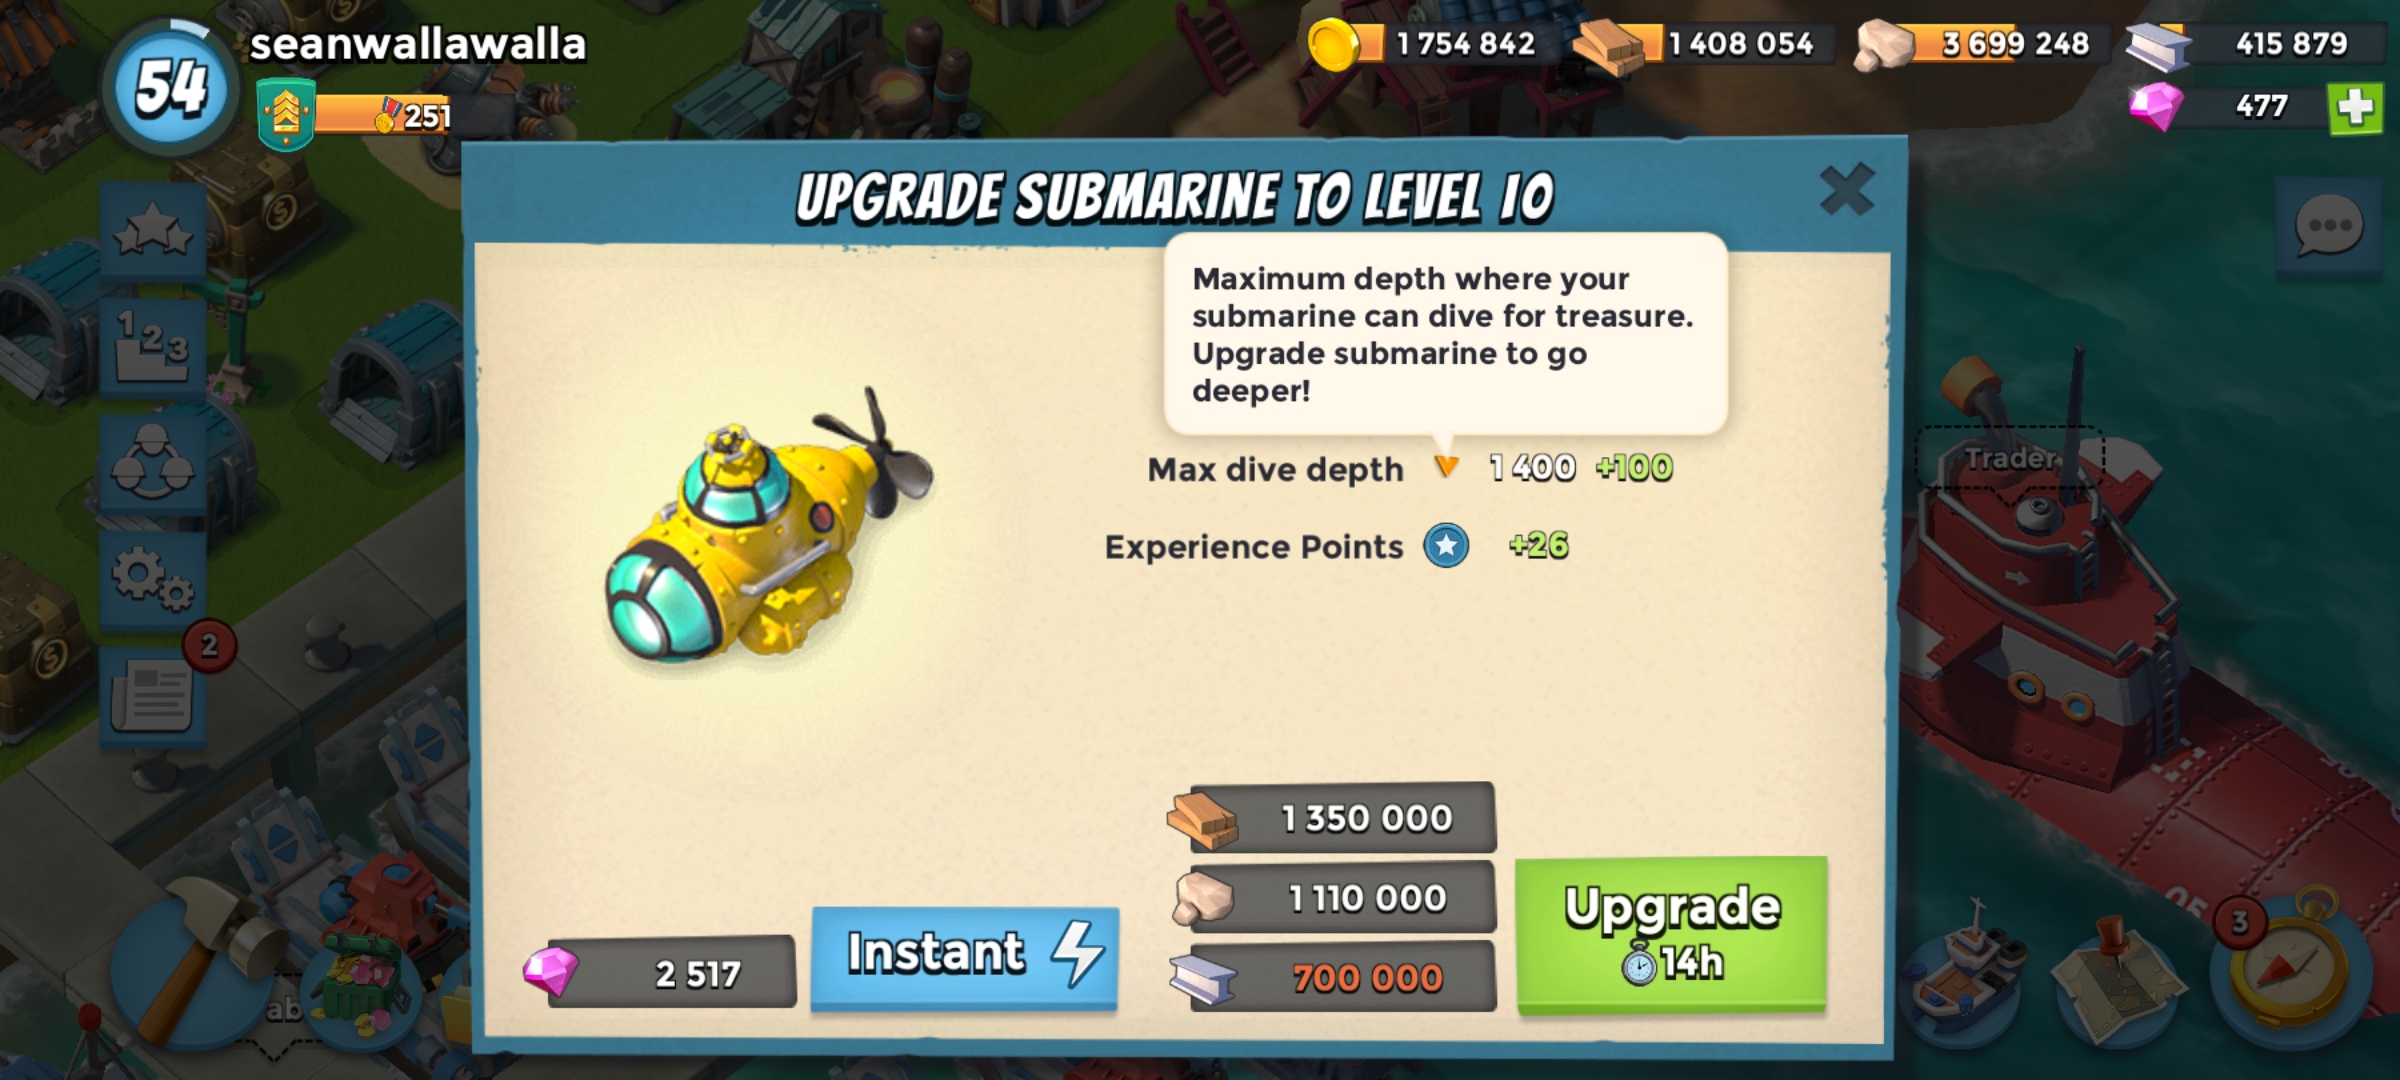 54
seanwallawalla
251
1 754 842
1 408 054
3 699 248
415 879
477
UPGRADE SUBMARINE TO LEVEL 10
Maximum depth where your
submarine can dive for treasure.
Upgrade submarine to go
deeper!
Max dive depth 1 400 +100
Experience Points +26
1 2 3
2
Trader
1 350 000
1 110 000
700 000
2 517
Instant
Upgrade
14h
3